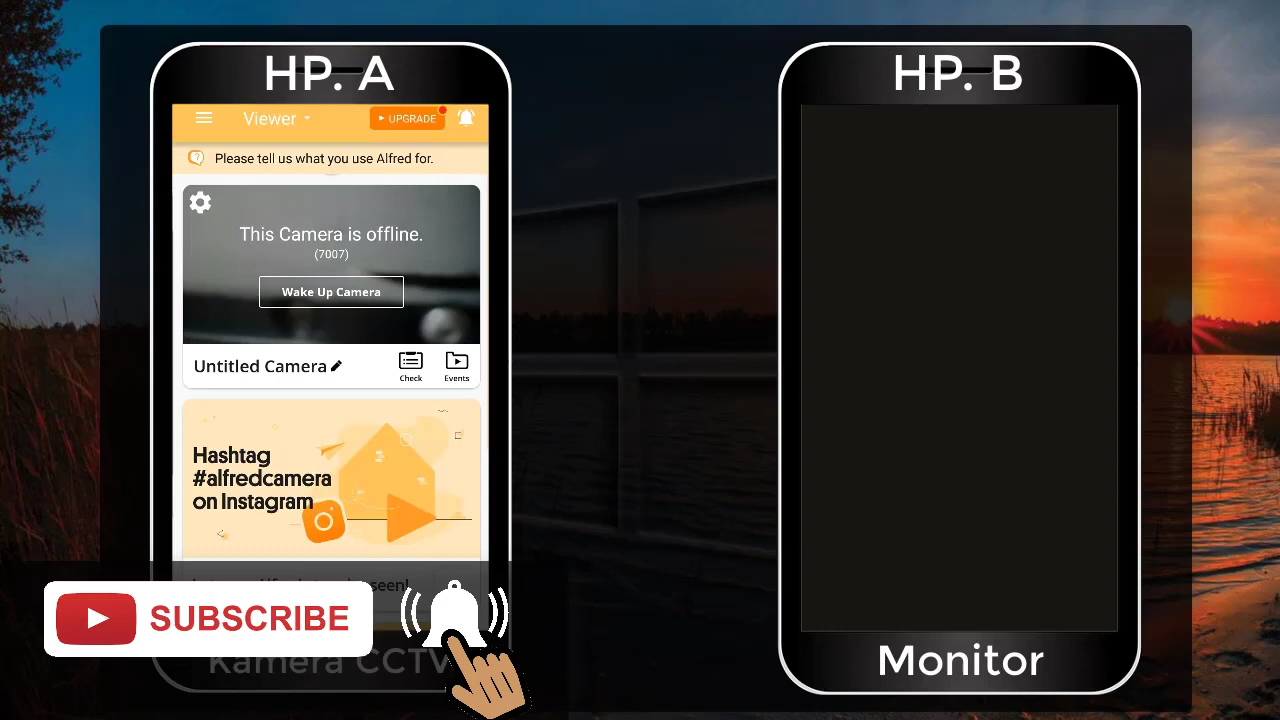 HP. A
Viewer
UPGRADE
Please tell us what you use Alfred for.
This Camera is offline.
(7007)
Wake Up Camera
Untitled Camera
Check
Events
Hashtag
#alfredcamera
on Instagram
seen!
SUBSCRIBE
Kamera CCTV
HP. B
Monitor